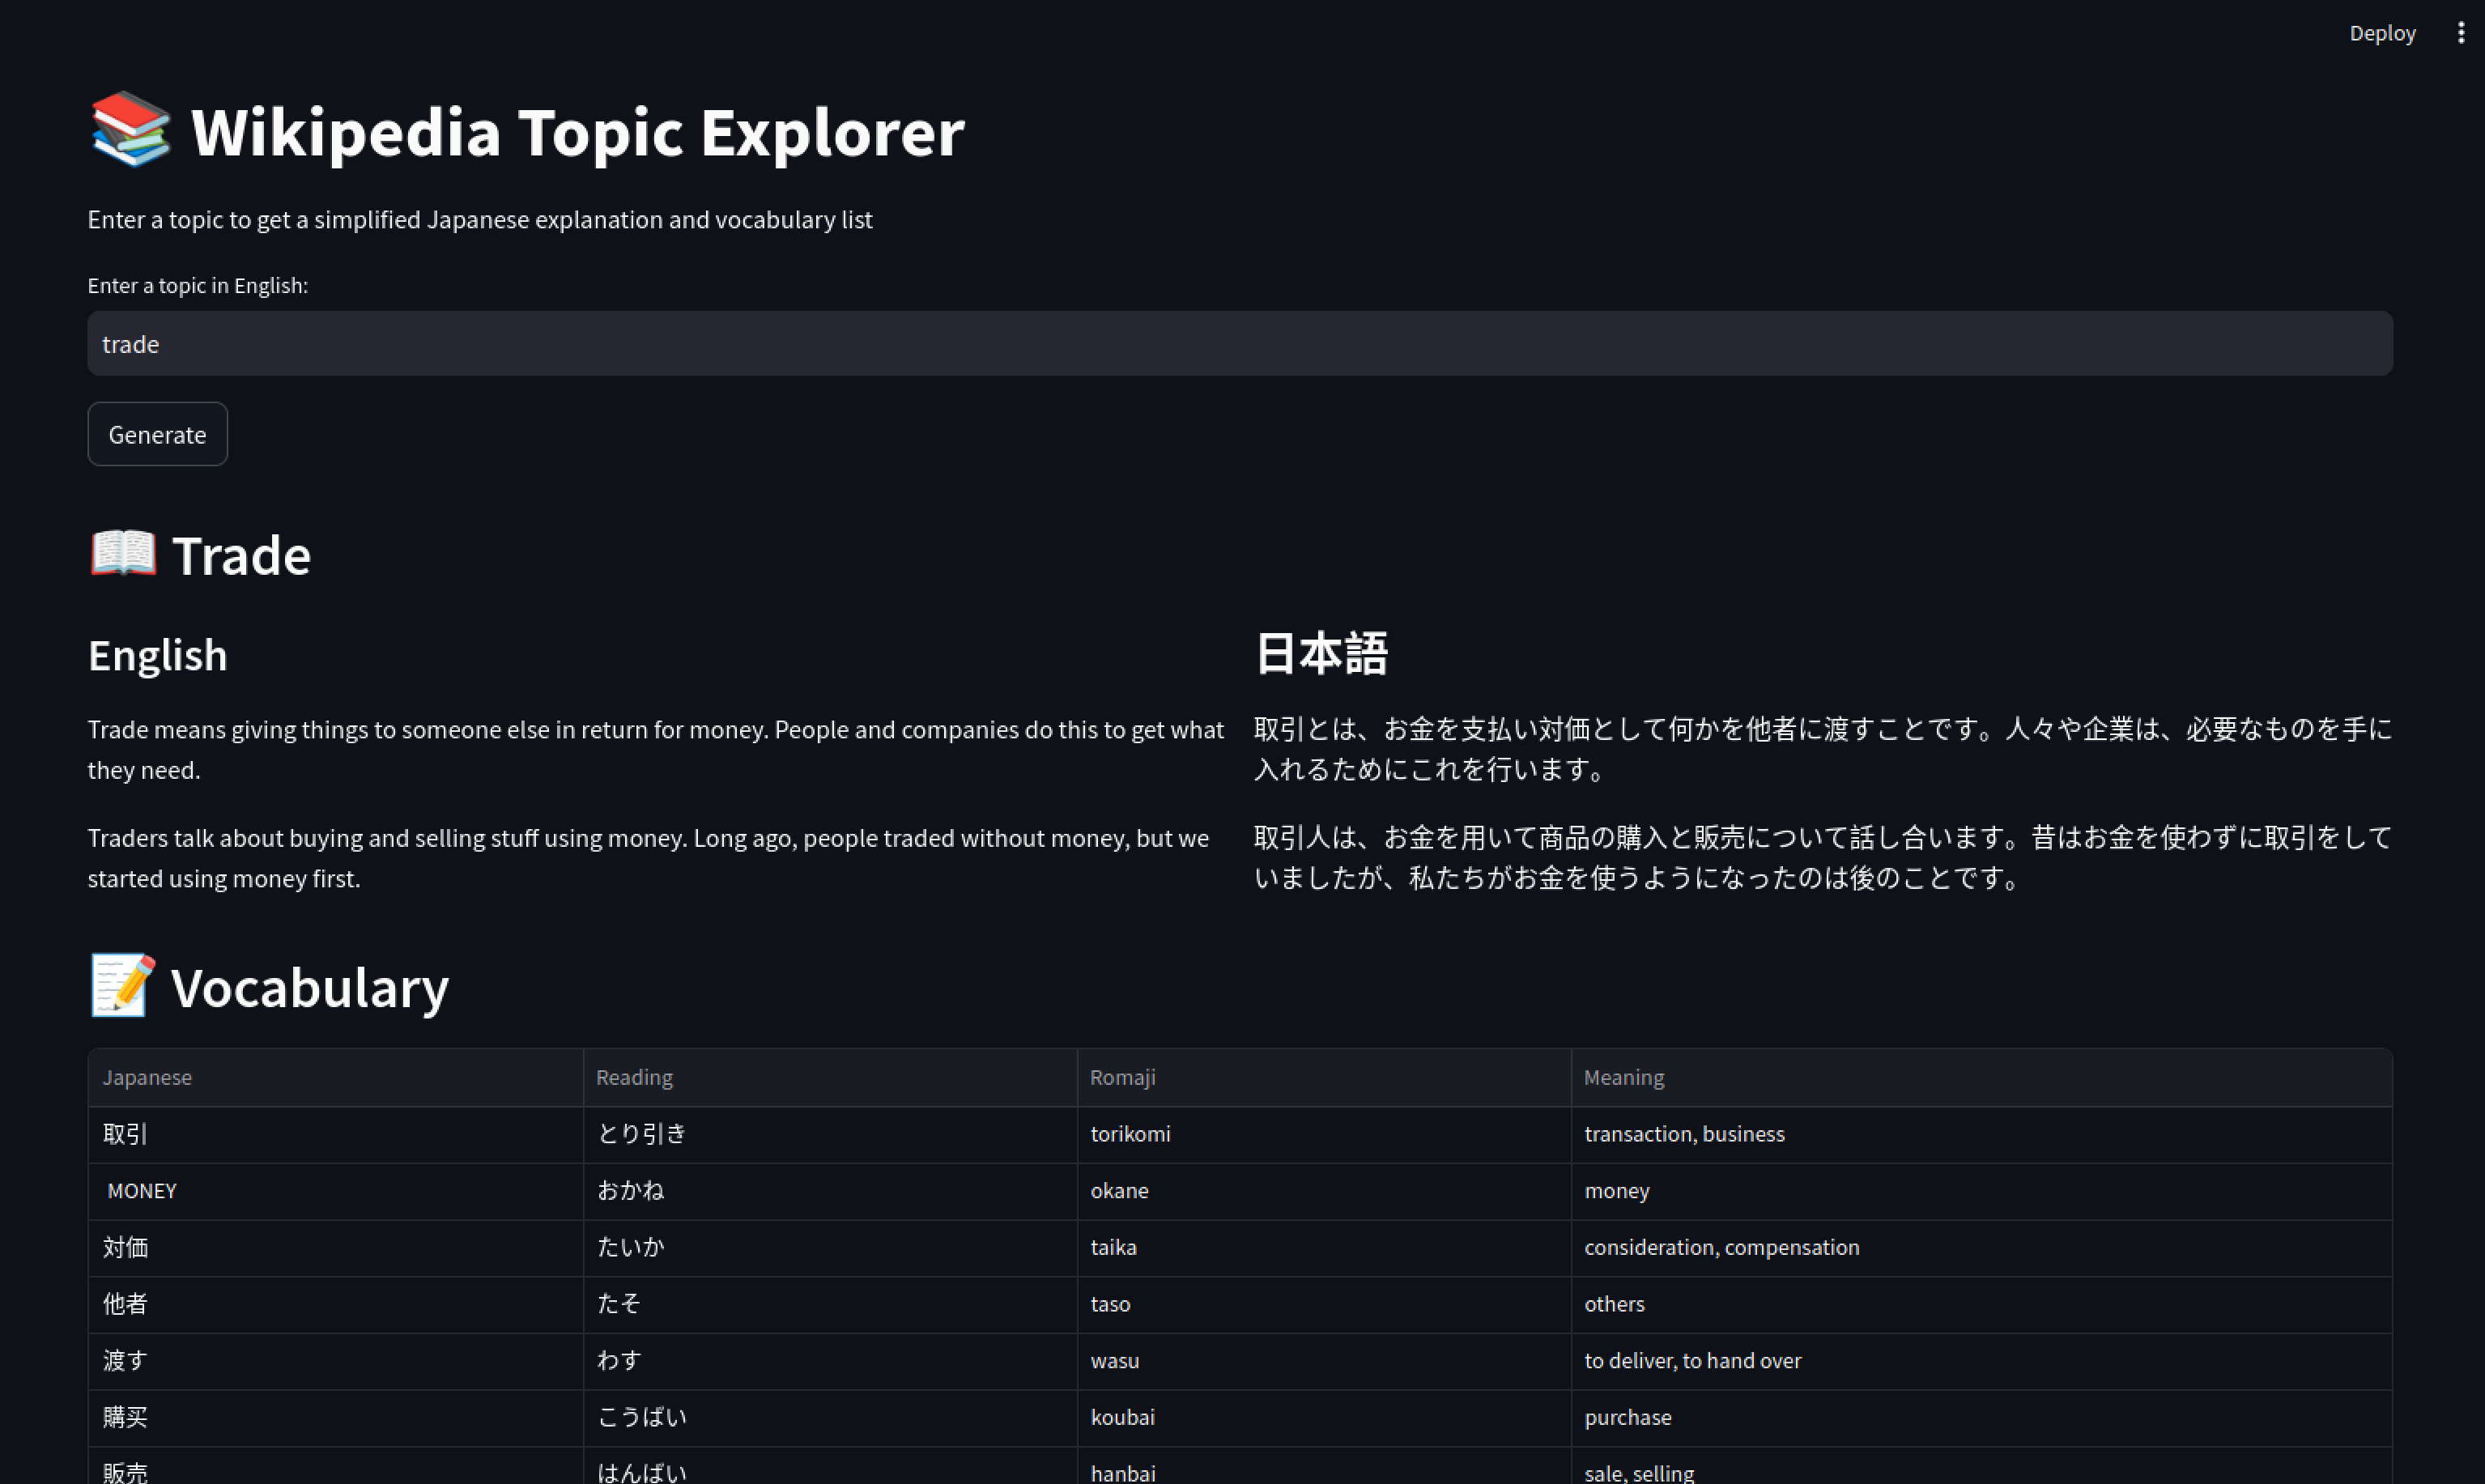 Deploy
📚 Wikipedia Topic Explorer
Enter a topic to get a simplified Japanese explanation and vocabulary list
Enter a topic in English:
trade
Generate
📖 Trade
English
Trade means giving things to someone else in return for money. People and companies do this to get what
they need.
Traders talk about buying and selling stuff using money. Long ago, people traded without money, but we
started using money first.
日本語
取引とは、お金を支払い対価として何かを他者に渡すことです。人々や企業は、必要なものを手に
入れるためにこれを行います。
取引人は、お金を用いて商品の購入と販売について話し合います。昔はお金を使わずに取引をして
いましたが、私たちがお金を使うようになったのは後のことです。
📝 Vocabulary
Japanese Reading Romaji Meaning
取引 とり引き torikomi transaction, business
MONEY おかね okane money
対価 たいか taika consideration, compensation
他者 たそ taso others
渡す わす wasu to deliver, to hand over
購买 こうばい koubai purchase
販売 はんばい hanbai sale, selling